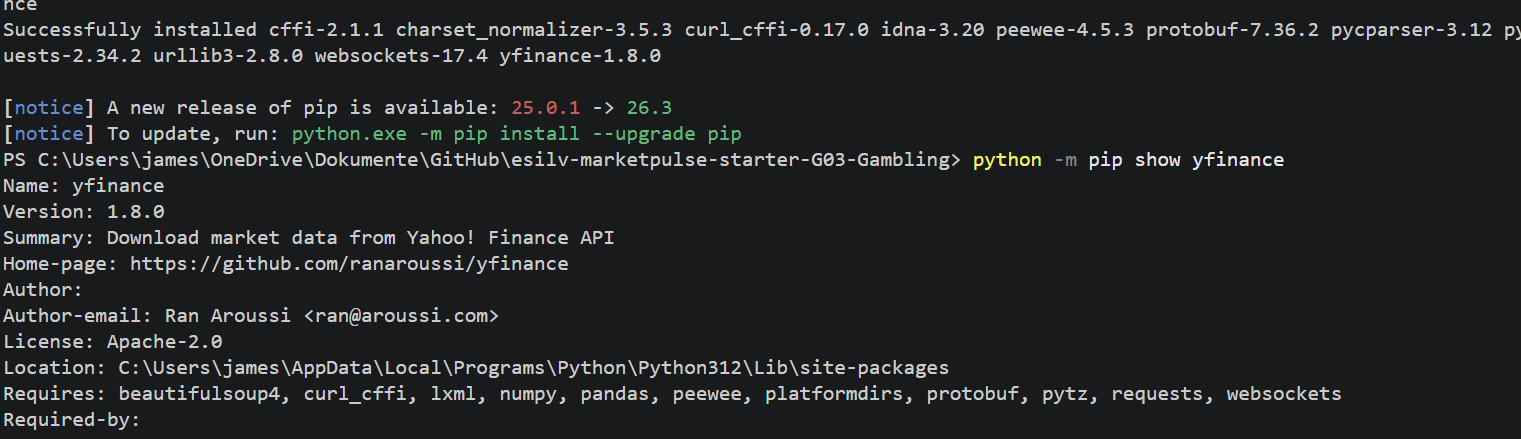 nce
Successfully installed cffi-2.1.1 charset_normalizer-3.5.3 curl_cffi-0.17.0 idna-3.20 peewee-4.5.3 protobuf-7.36.2 pycparser-3.12 py
uests-2.34.2 urllib3-2.8.0 websockets-17.4 yfinance-1.8.0
[notice] A new release of pip is available: 25.0.1 -> 26.3
[notice] To update, run: python.exe -m pip install --upgrade pip
PS C:\Users\james\OneDrive\Dokumente\GitHub\esilv-marketpulse-starter-G03-Gambling> python -m pip show yfinance
Name: yfinance
Version: 1.8.0
Summary: Download market data from Yahoo! Finance API
Home-page: https://github.com/ranaroussi/yfinance
Author:
Author-email: Ran Aroussi <ran@aroussi.com>
License: Apache-2.0
Location: C:\Users\james\AppData\Local\Programs\Python\Python312\Lib\site-packages
Requires: beautifulsoup4, curl_cffi, lxml, numpy, pandas, peewee, platformdirs, protobuf, pytz, requests, websockets
Required-by: